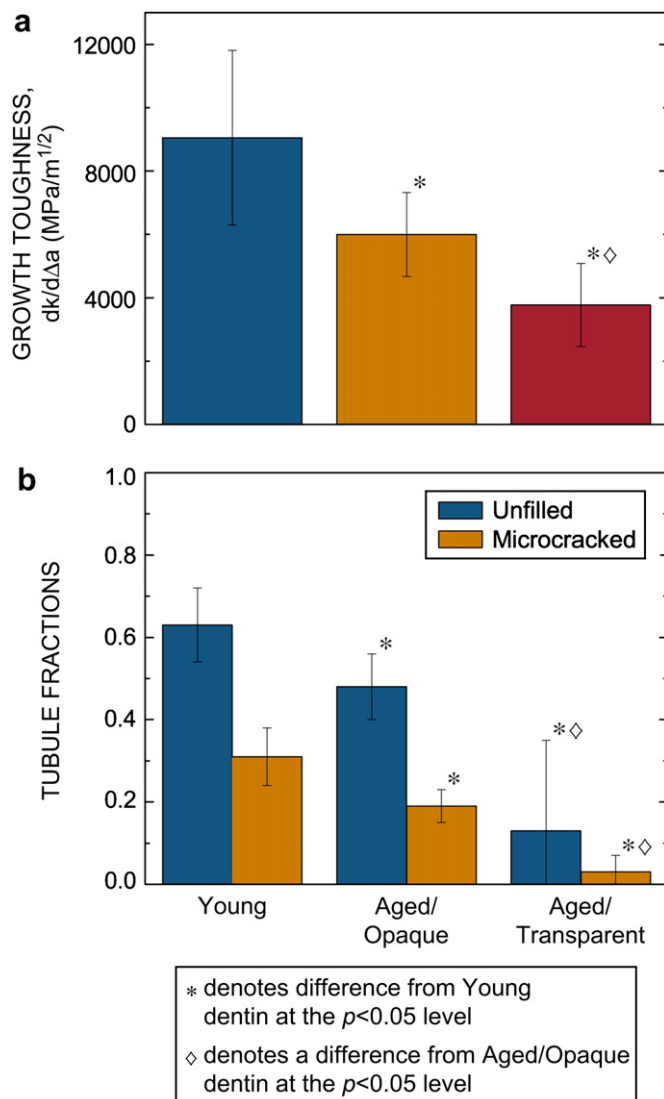 a
GROWTH TOUGHNESS,
dk/dΔa (MPa/m1/2)
12000
8000
4000
0
*
*◊
b
TUBULE FRACTIONS
1.0
0.8
0.6
0.4
0.2
0.0
Unfilled
Microcracked
*
*
*◊
*◊
Young
Aged/
Opaque
Aged/
Transparent
* denotes difference from Young
dentin at the p<0.05 level
◊ denotes a difference from Aged/Opaque
dentin at the p<0.05 level